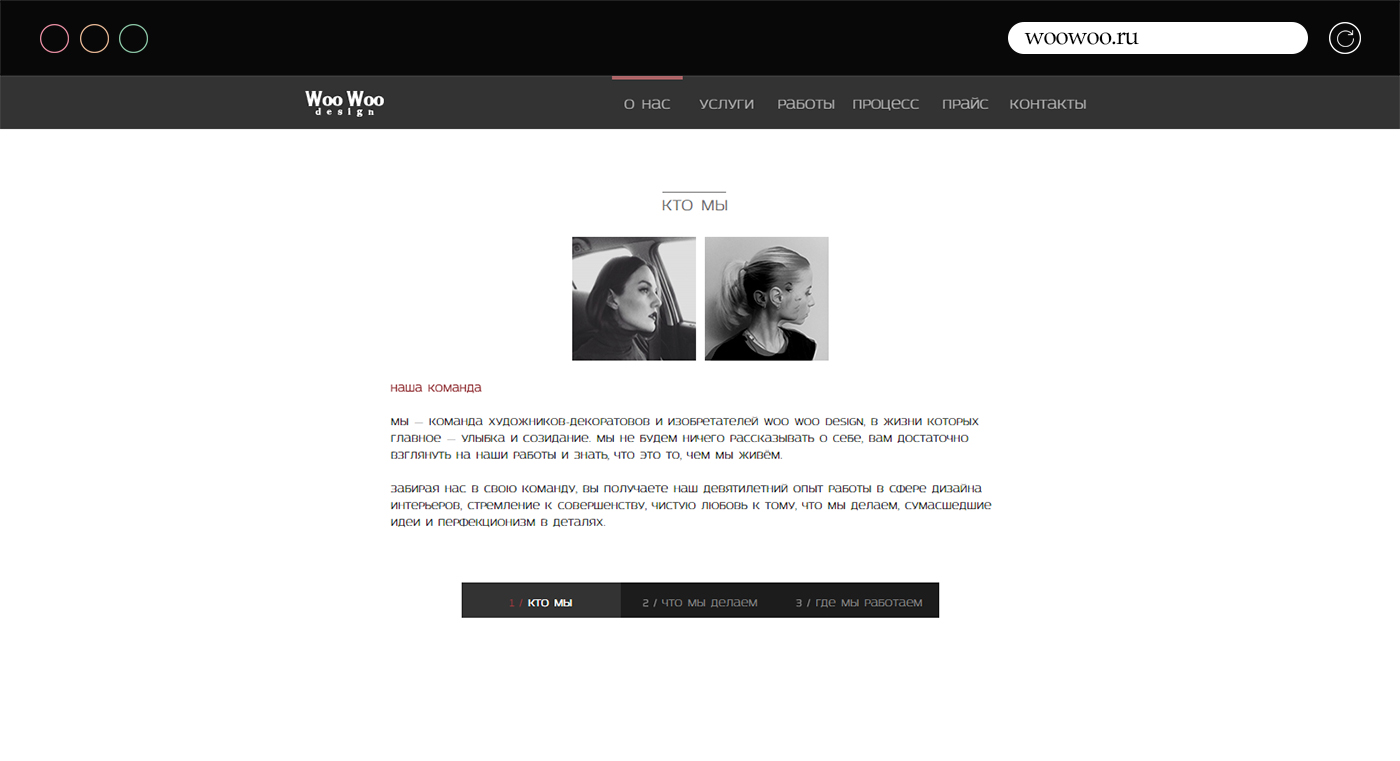 woowoo.ru
Woo Woo
design
О НАС УСЛУГИ РАБОТЫ ПРОЦЕСС ПРАЙС КОНТАКТЫ
КТО МЫ
НАША КОМАНДА
МЫ — КОМАНДА ХУДОЖНИКОВ-ДЕКОРАТОВОВ И ИЗОБРЕТАТЕЛЕЙ WOO WOO DESIGN, В ЖИЗНИ КОТОРЫХ
ГЛАВНОЕ — УЛЫБКА И СОЗИДАНИЕ. МЫ НЕ БУДЕМ НИЧЕГО РАССКАЗЫВАТЬ О СЕБЕ, ВАМ ДОСТАТОЧНО
ВЗГЛЯНУТЬ НА НАШИ РАБОТЫ И ЗНАТЬ, ЧТО ЭТО ТО, ЧЕМ МЫ ЖИВЁМ.
ЗАБИРАЯ НАС В СВОЮ КОМАНДУ, ВЫ ПОЛУЧАЕТЕ НАШ ДЕВЯТИЛЕТНИЙ ОПЫТ РАБОТЫ В СФЕРЕ ДИЗАЙНА
ИНТЕРЬЕРОВ, СТРЕМЛЕНИЕ К СОВЕРШЕНСТВУ, ЧИСТУЮ ЛЮБОВЬ К ТОМУ, ЧТО МЫ ДЕЛАЕМ, СУМАСШЕДШИЕ
ИДЕИ И ПЕРФЕКЦИОНИЗМ В ДЕТАЛЯХ.
1 / КТО МЫ 2 / ЧТО МЫ ДЕЛАЕМ 3 / ГДЕ МЫ РАБОТАЕМ